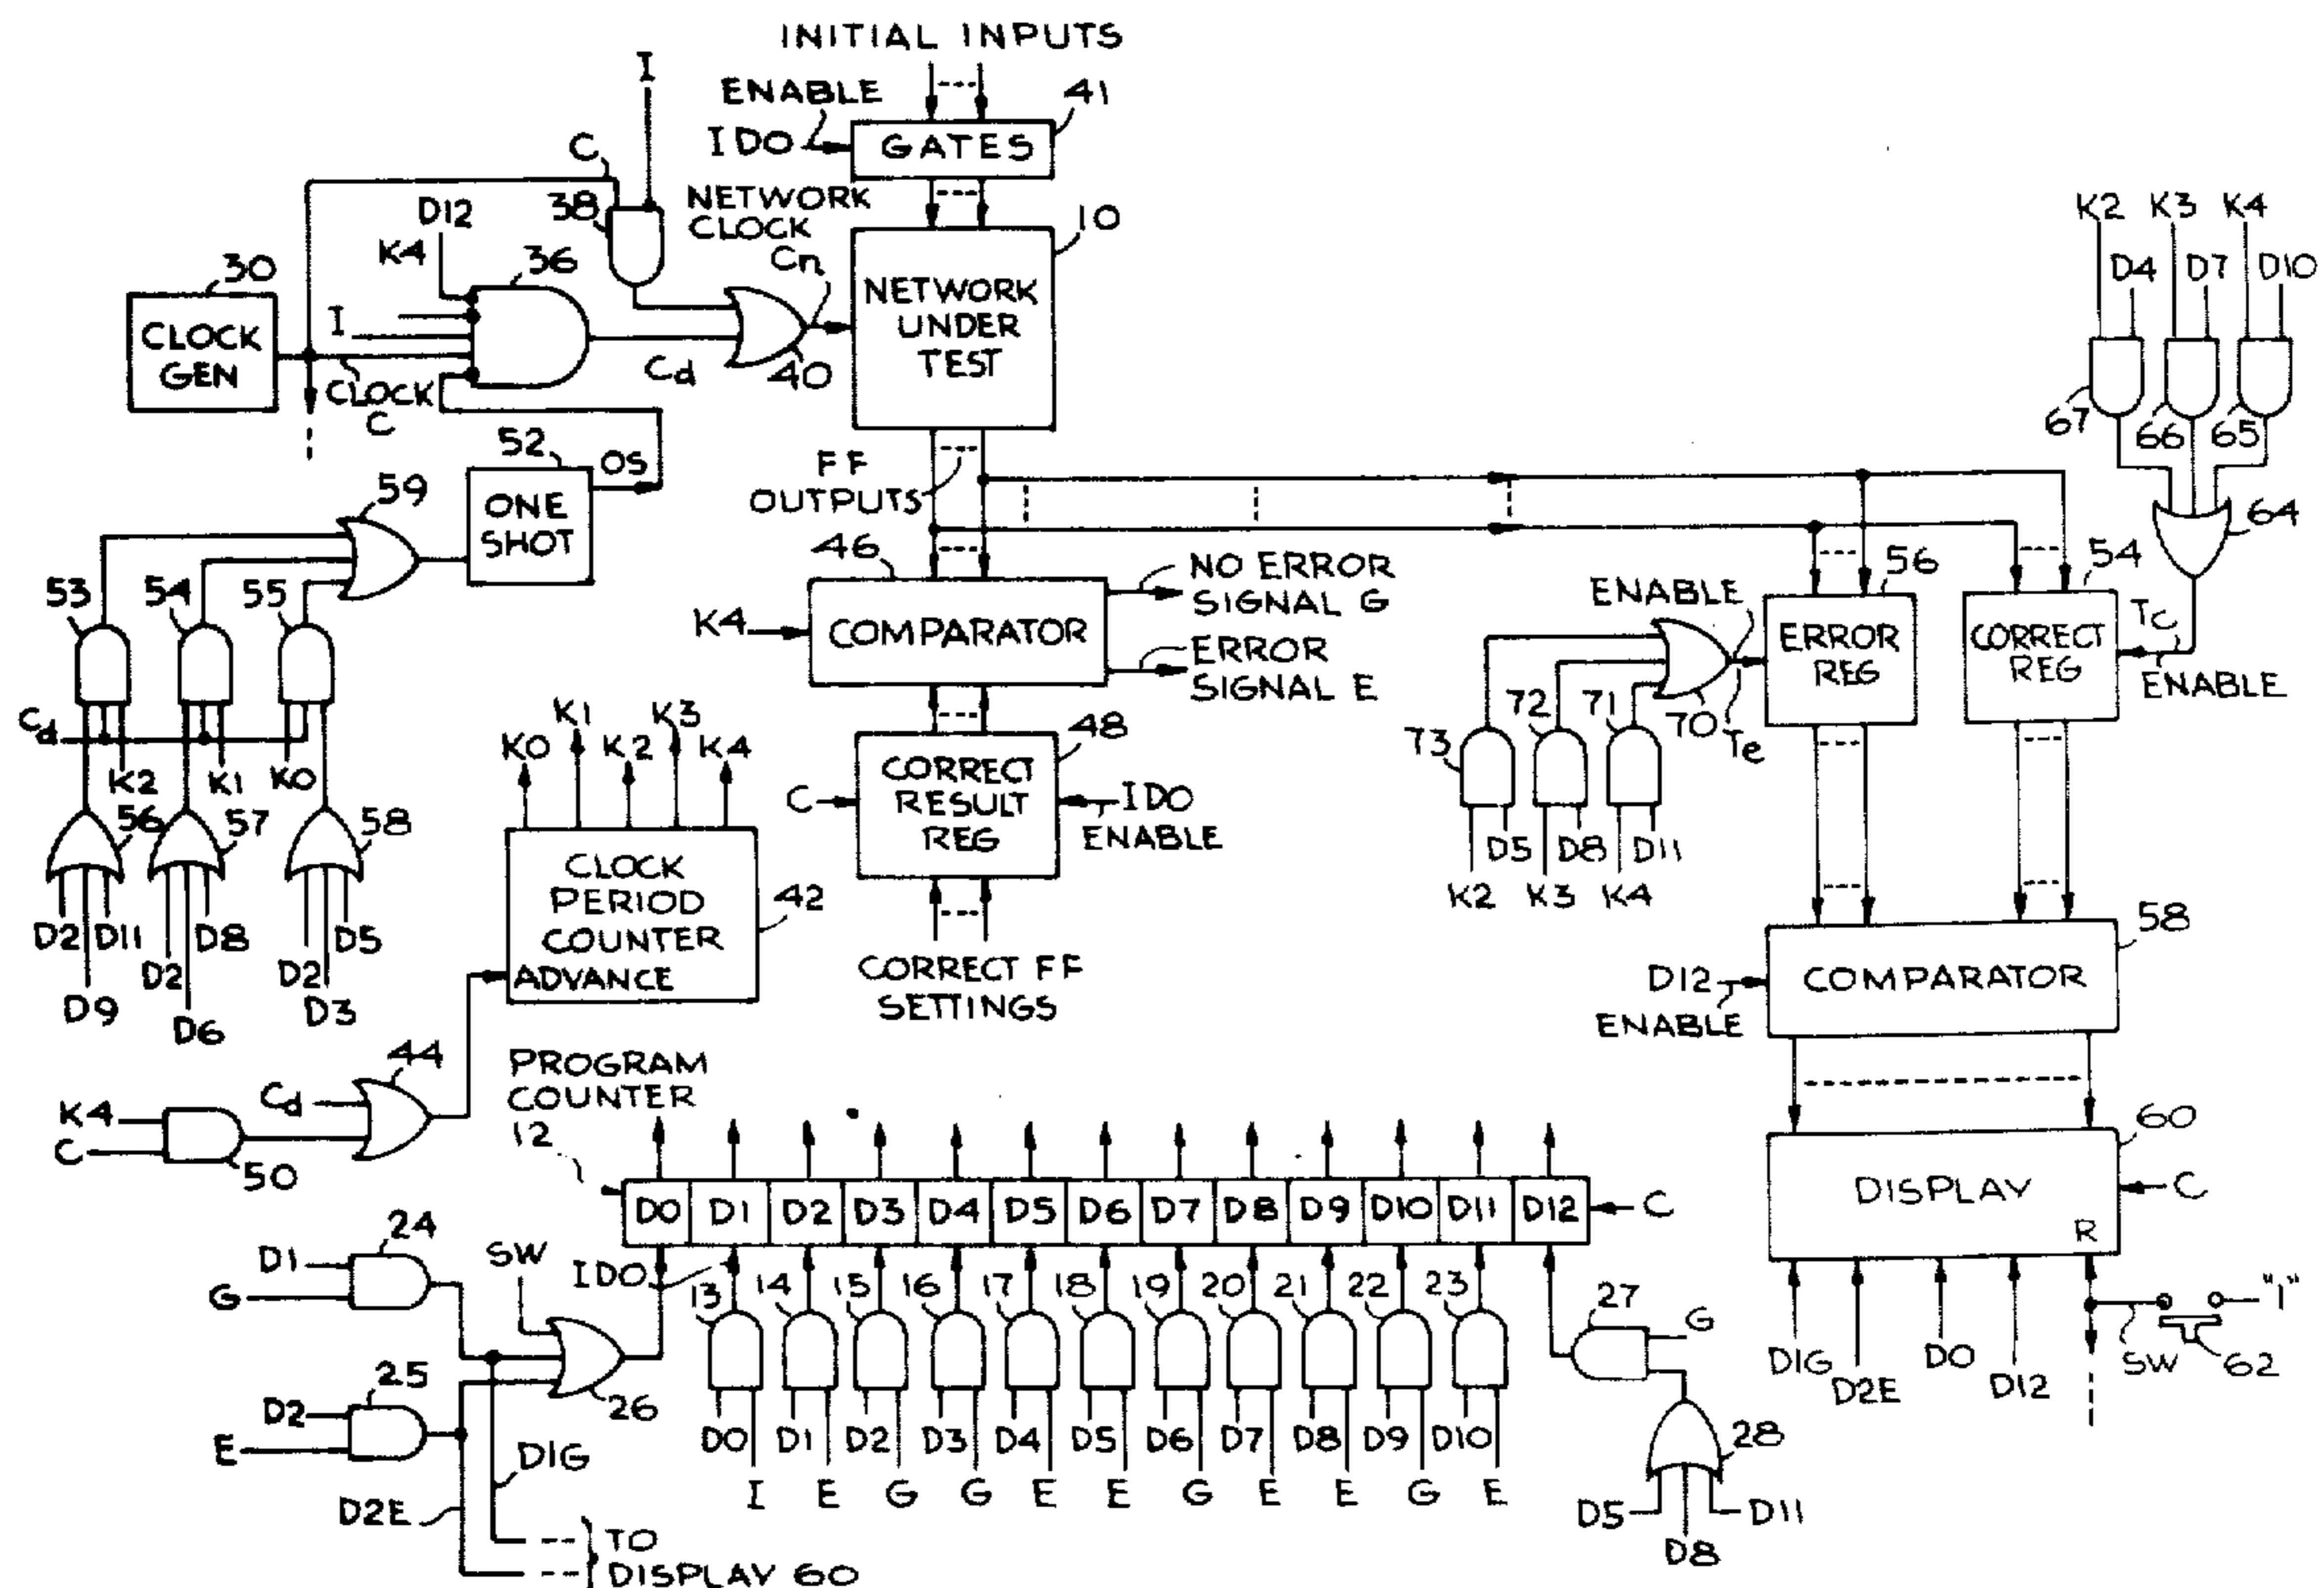 INITIAL INPUTS
I
ENABLE
41
IDO
GATES
C
NETWORK
CLOCK
38
Cn
10
D12
K4
36
30
I
CLOCK
GEN
CLOCK
C
Cd
40
NETWORK
UNDER
TEST
K2 K3 K4
D4 D7 D10
67 66 65
64
Tc
ENABLE
52
OS
ONE
SHOT
59
FF
OUTPUTS
46
K4
COMPARATOR
NO ERROR
SIGNAL G
ERROR
SIGNAL E
ENABLE
56
ERROR
REG
54
CORRECT
REG
53 54 55
Cd
K2 K1 K0
56 57 58
D2 D11
D9
D2 D8
D6
D2 D5
D3
K0 K1 K2 K3 K4
CLOCK
PERIOD
COUNTER
ADVANCE
42
48
CORRECT
RESULT
REG
C
IDO
ENABLE
CORRECT FF
SETTINGS
73 72 71
70
Te
D5 D8 D11
K2 K3 K4
58
D12
ENABLE
COMPARATOR
44
Cd
K4
C
50
PROGRAM
COUNTER
12
D0 D1 D2 D3 D4 D5 D6 D7 D8 D9 D10 D11 D12
C
60
DISPLAY
C
R
D1G
D2E
D0
D12
SW
62
"1"
24
D1
G
SW
IDO
25
D2
E
26
D1G
D2E
TO
DISPLAY 60
13 14 15 16 17 18 19 20 21 22 23
D0 D1 D2 D3 D4 D5 D6 D7 D8 D9 D10
I E G G E E G E E G E
27
G
28
D5
D8
D11